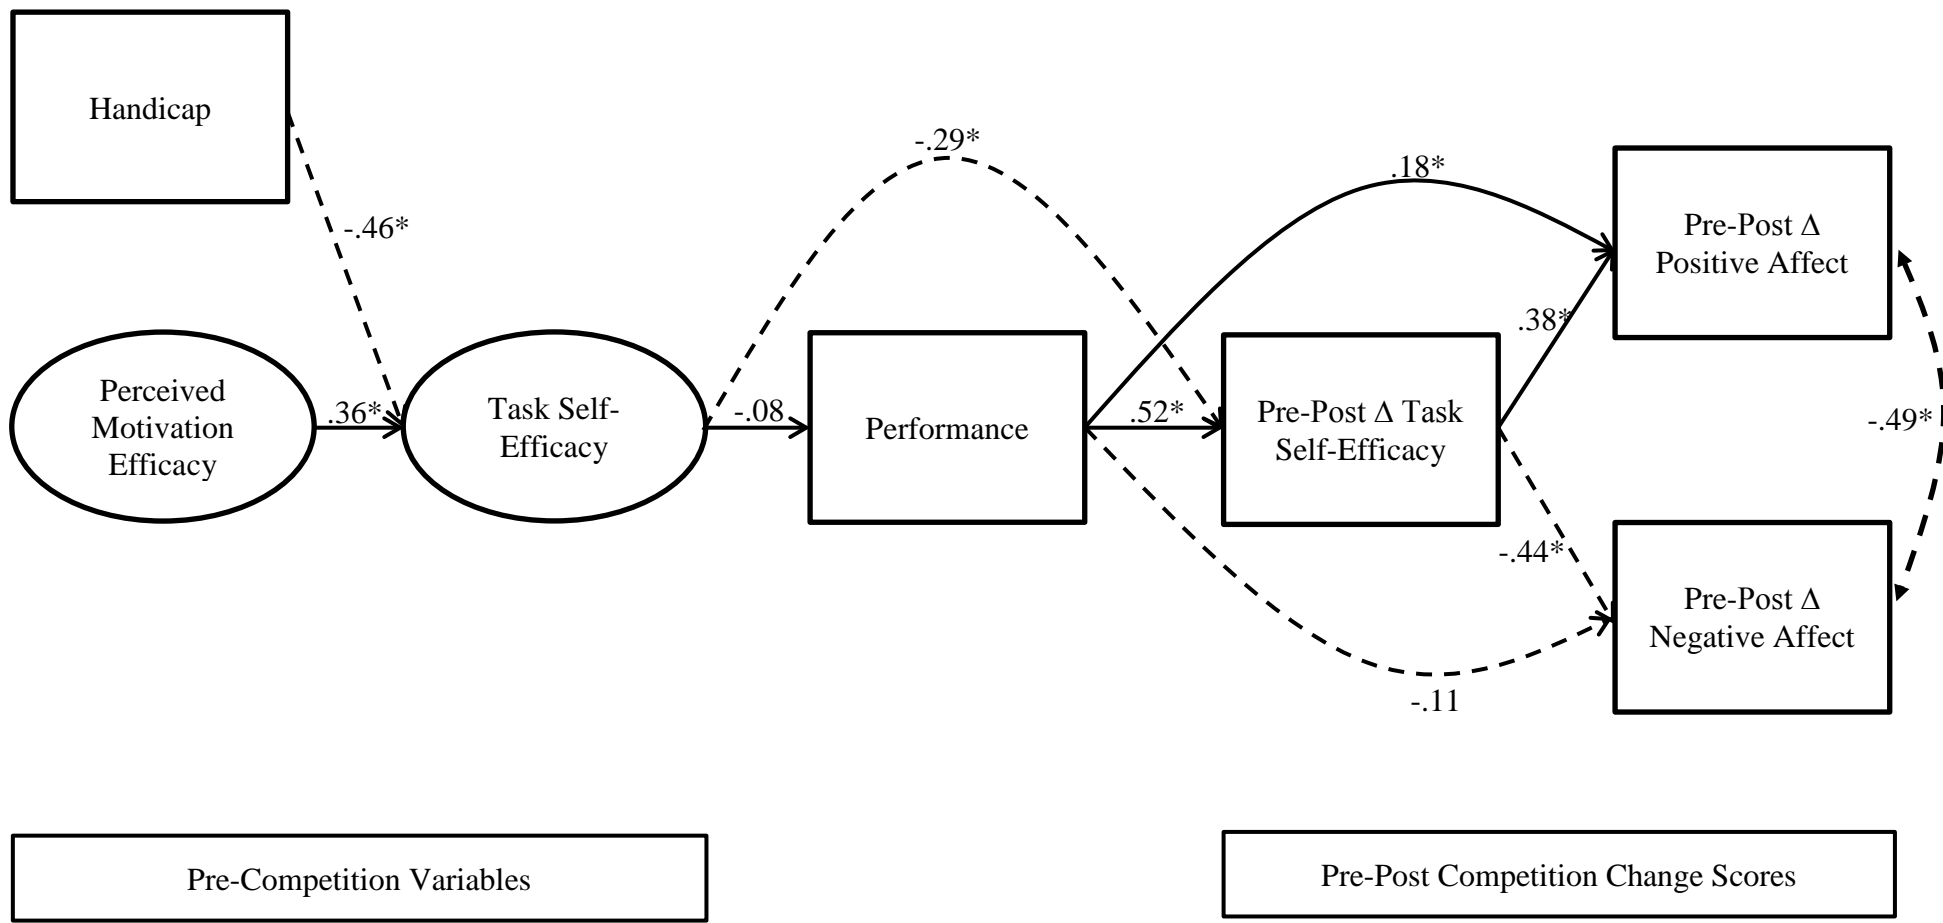 Handicap
-.46*
Perceived
Motivation
Efficacy
.36*
Task Self-
Efficacy
-.29*
-.08
Performance
.18*
.52*
-.11
Pre-Post Δ Task
Self-Efficacy
.38*
-.44*
Pre-Post Δ
Positive Affect
-.49*
Pre-Post Δ
Negative Affect
Pre-Competition Variables
Pre-Post Competition Change Scores